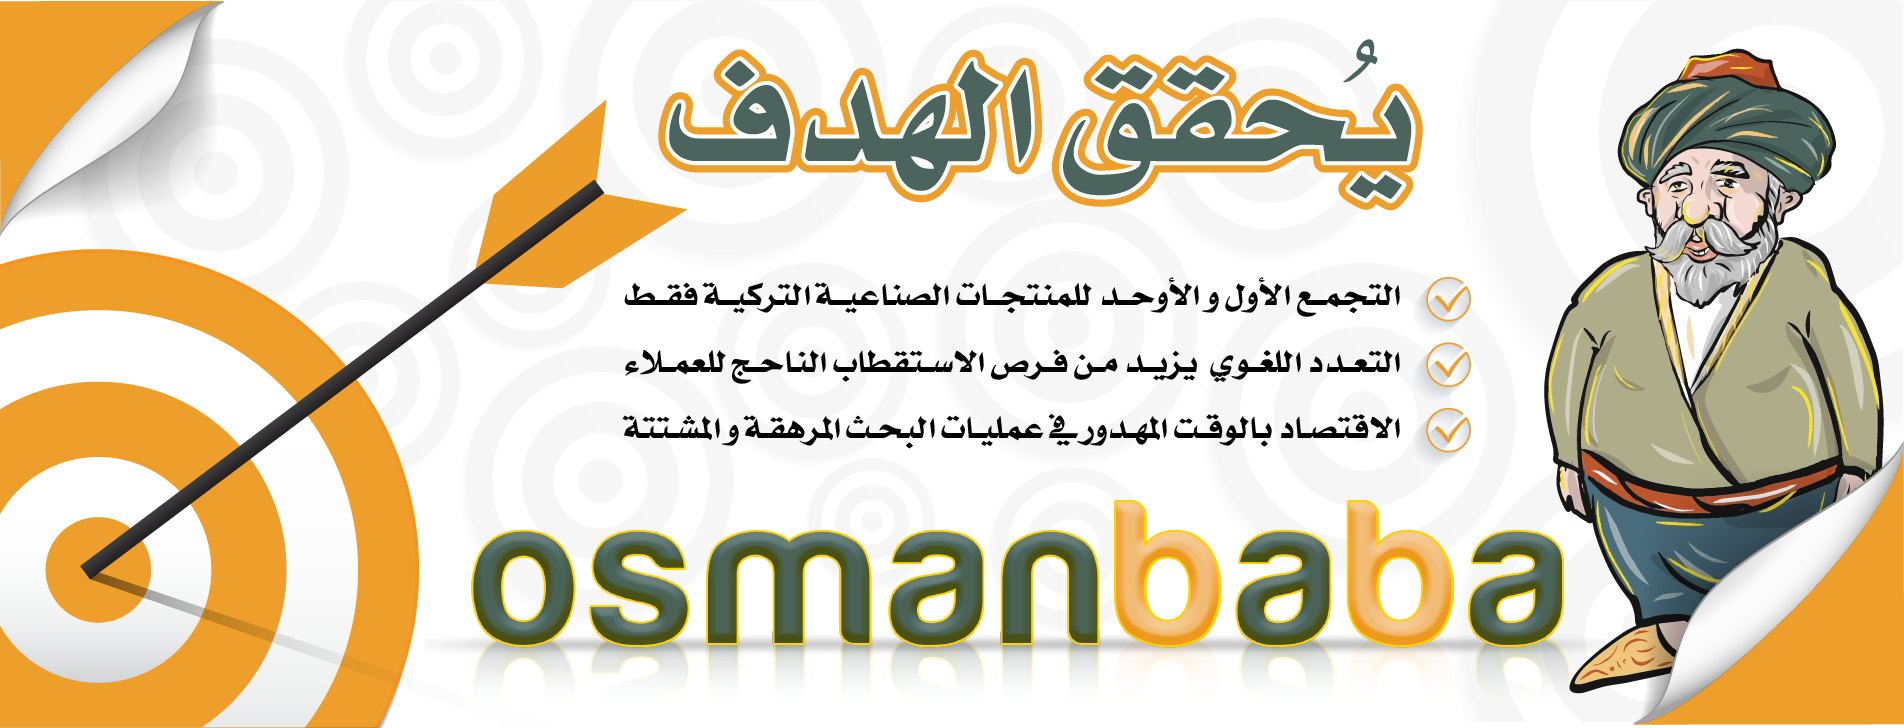 يُحقق الهدف
التجمع الأول و الأوحد للمنتجات الصناعية التركية فقط
التعدد اللغوي يزيد من فرص الاستقطاب الناجح للعملاء
الاقتصاد بالوقت المهدور في عمليات البحث المرهقة و المشتتة
osmanbaba